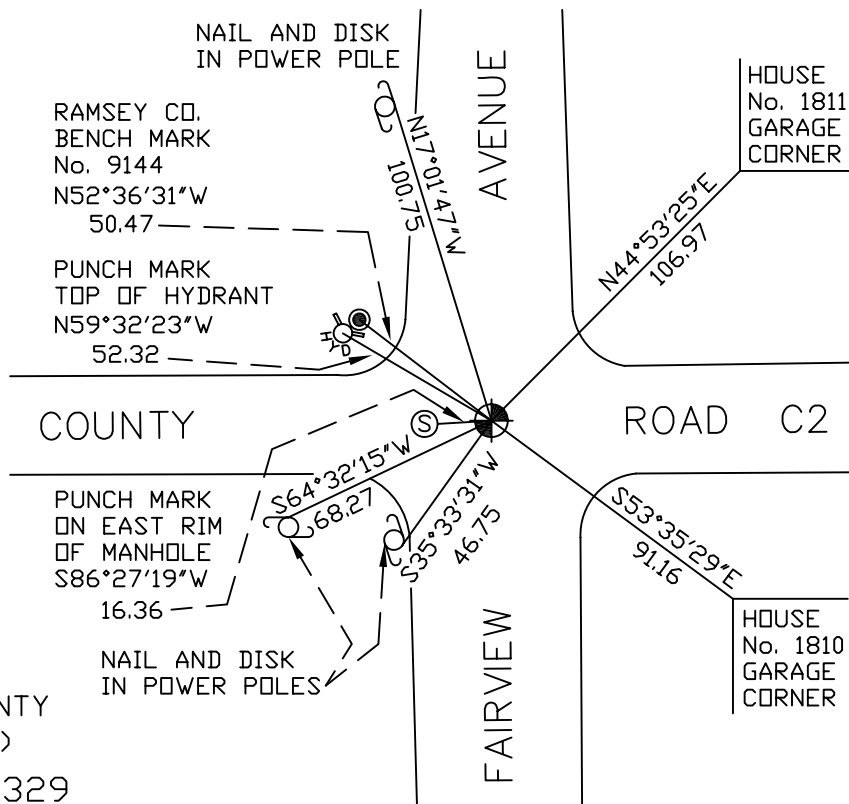 NAIL AND DISK
IN POWER POLE
N17°01'47"W
100.75
AVENUE
HOUSE
No. 1811
GARAGE
CORNER
N44°53'25"E
106.97
RAMSEY CO.
BENCH MARK
No. 9144
N52°36'31"W
50.47
PUNCH MARK
TOP OF HYDRANT
N59°32'23"W
52.32
HYD
COUNTY
S
ROAD C2
S64°32'15"W
68.27
S35°33'31"W
46.75
S53°35'29"E
91.16
PUNCH MARK
ON EAST RIM
OF MANHOLE
S86°27'19"W
16.36
NAIL AND DISK
IN POWER POLES
FAIRVIEW
HOUSE
No. 1810
GARAGE
CORNER
NTY
)
329